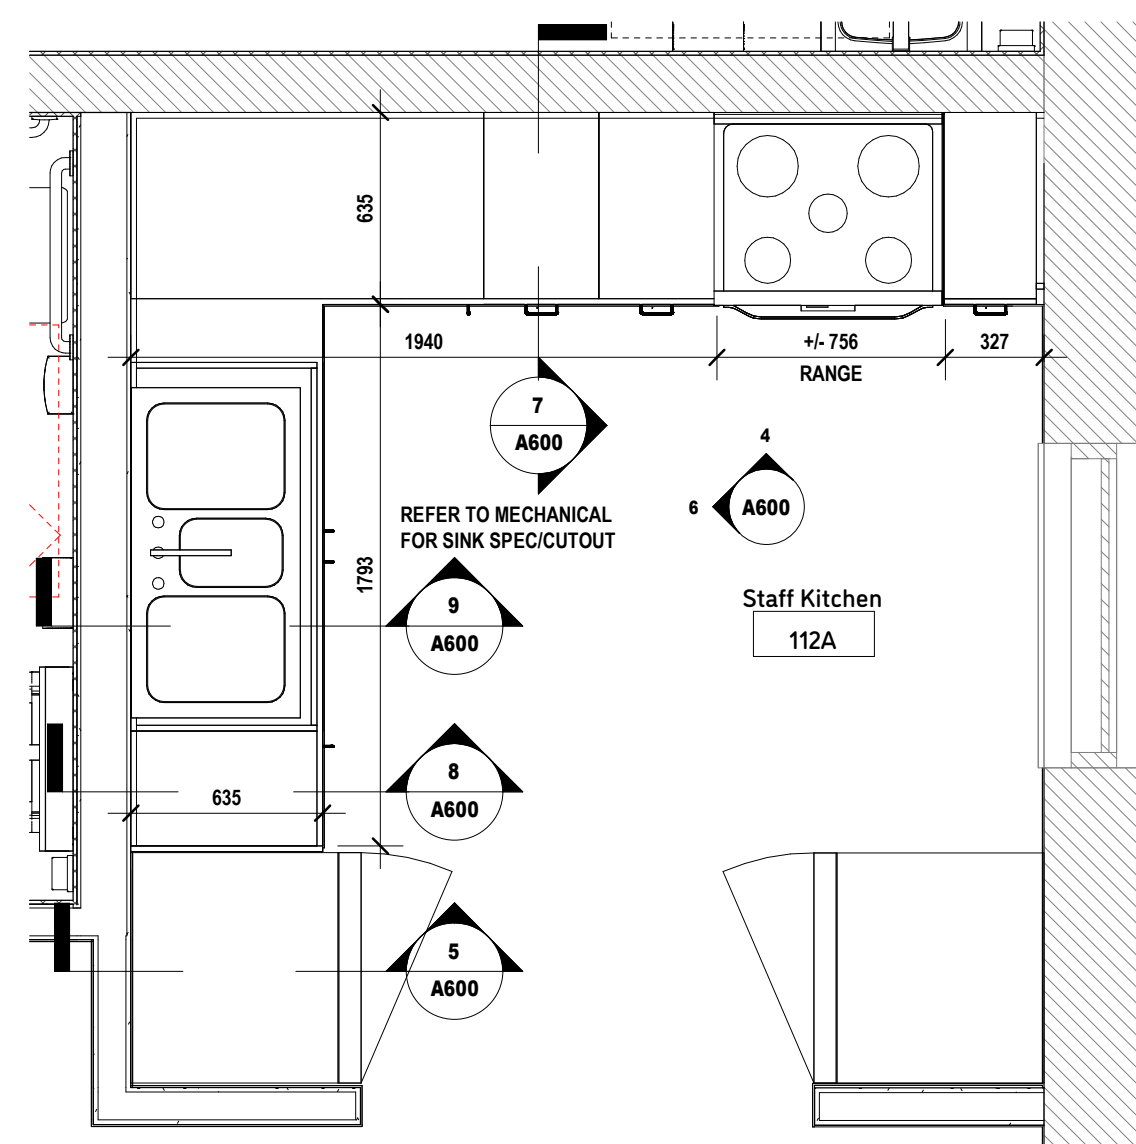 635
1940
+/- 756
327
RANGE
7
A600
4
6
A600
REFER TO MECHANICAL
FOR SINK SPEC/CUTOUT
1793
9
A600
Staff Kitchen
112A
8
A600
635
5
A600